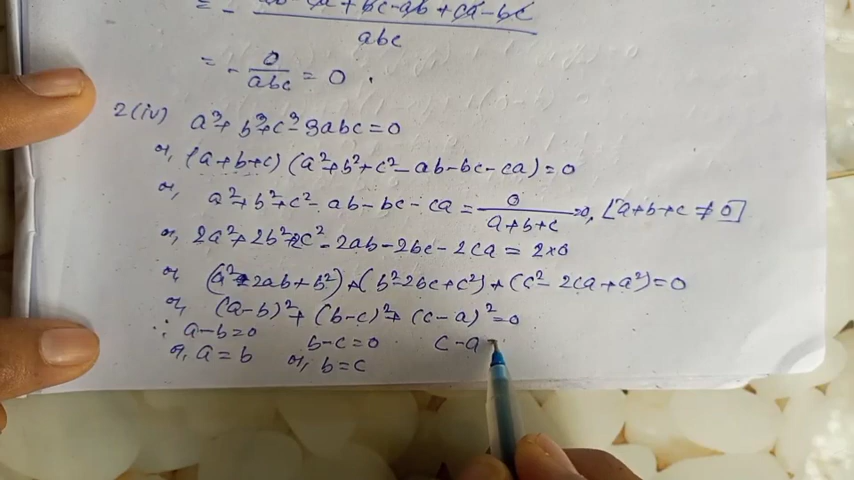 = - ab-ca+bc-ab+ca-bc
abc
= - 0/abc = 0 .
2(iv) a³+b³+c³-3abc=0
or, (a+b+c) (a²+b²+c²-ab-bc-ca)=0
or, a²+b²+c²-ab-bc-ca = 0/a+b+c =0, [a+b+c ≠ 0]
or, 2a²+2b²+2c²-2ab-2bc-2ca = 2×0
or, (a²-2ab+b²)+(b²-2bc+c²)+(c²-2ca+a²)=0
or, (a-b)²+(b-c)²+(c-a)²=0
∴ a-b=0 b-c=0 c-a=
or, a=b or, b=c